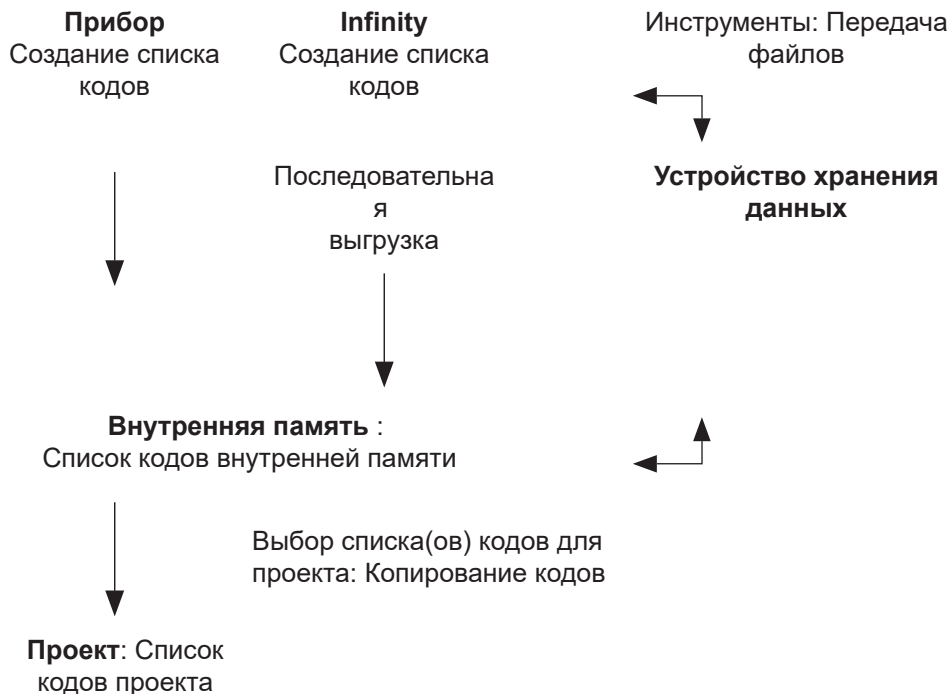 Прибор
Создание списка
кодов
Infinity
Создание списка
кодов
Инструменты: Передача
файлов
Последовательна
я
выгрузка
Устройство хранения
данных
Внутренняя память :
Список кодов внутренней памяти
Выбор списка(ов) кодов для
проекта: Копирование кодов
Проект: Список
кодов проекта